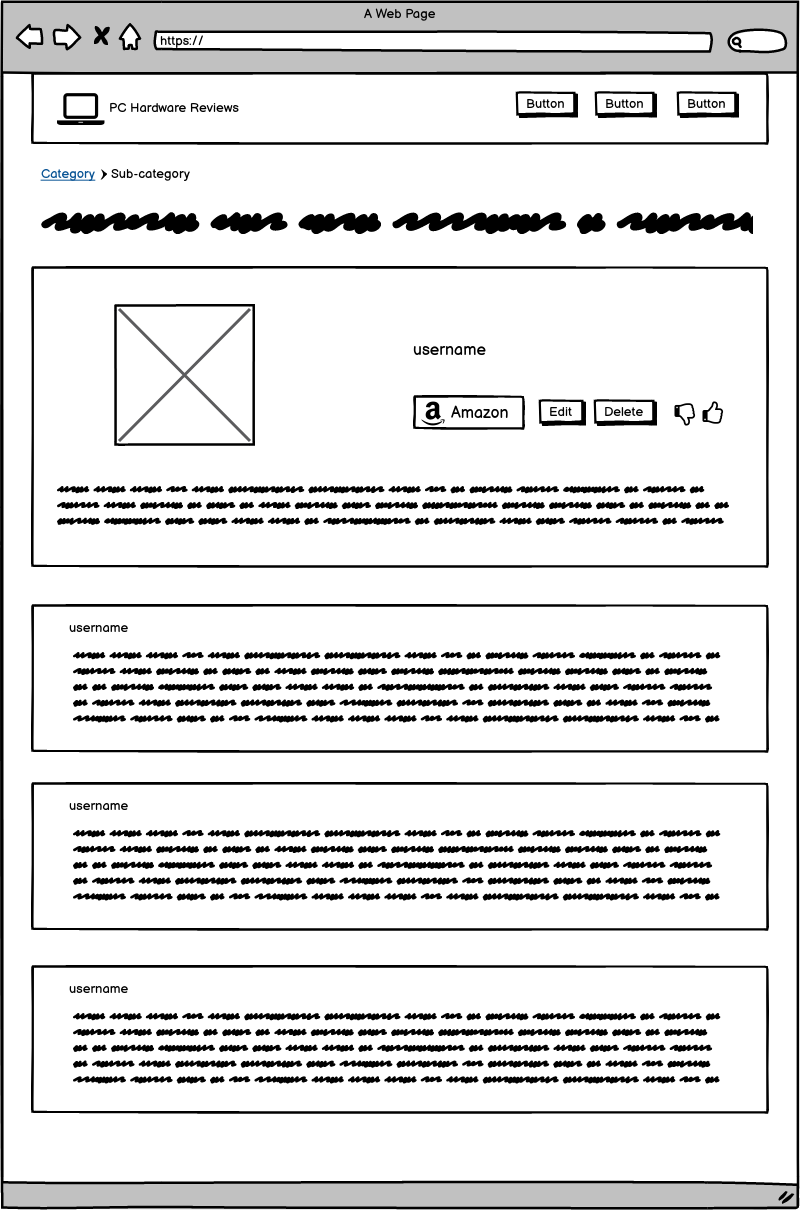 A Web Page
https://
PC Hardware Reviews
Button Button Button
Category Sub-category
username
Amazon Edit Delete
username
username
username